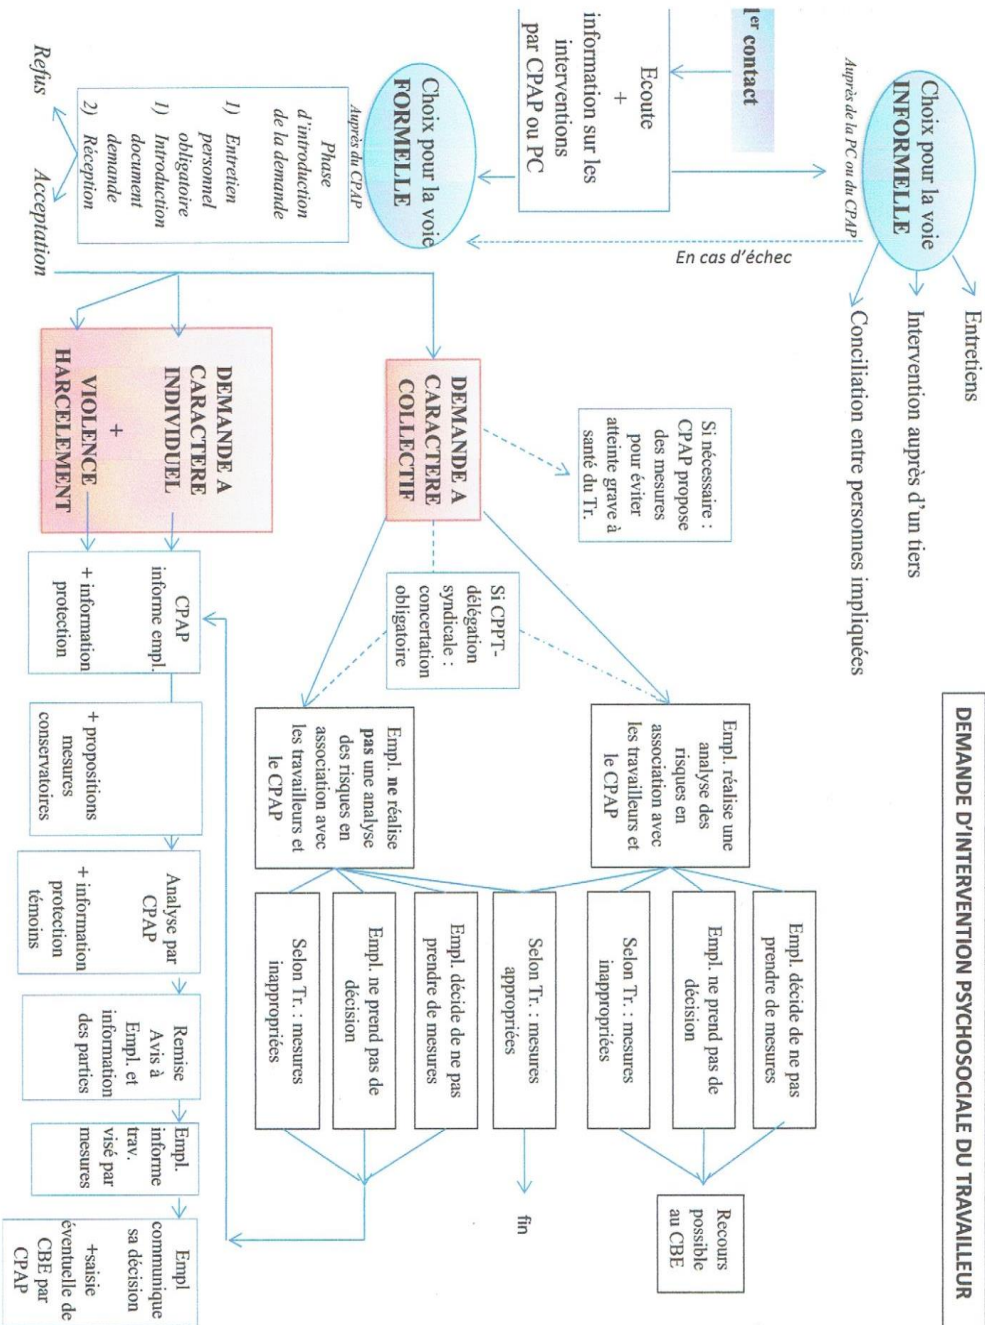 DEMANDE D'INTERVENTION PSYCHOSOCIALE DU TRAVAILLEUR
1er contact
Ecoute
+
information sur les
interventions
par CPAP ou PC
Choix pour la voie
INFORMELLE
Auprès de la PC ou du CPAP
Entretiens
Intervention auprès d'un tiers
Conciliation entre personnes impliquées
En cas d'échec
Choix pour la voie
FORMELLE
Auprès du CPAP
Phase
d'introduction
de la demande
1) Entretien
personnel
obligatoire
1) Introduction
document
demande
2) Réception
Refus
Acceptation
DEMANDE A
CARACTERE
COLLECTIF
Si nécessaire :
CPAP propose
des mesures
pour éviter
atteinte grave à
santé du Tr.
Si CPPT-
délégation
syndicale :
concertation
obligatoire
Empl. réalise une
analyse des
risques en
association avec
les travailleurs et
le CPAP
Empl. décide de ne pas
prendre de mesures
Empl. ne prend pas de
décision
Selon Tr. : mesures
inappropriées
Recours
possible
au CBE
Selon Tr. : mesures
appropriées
fin
Empl. ne réalise
pas une analyse
des risques en
association avec
les travailleurs et
le CPAP
Empl. décide de ne pas
prendre de mesures
Empl. ne prend pas de
décision
Selon Tr. : mesures
inappropriées
DEMANDE A
CARACTERE
INDIVIDUEL
+
VIOLENCE
HARCELEMENT
CPAP
informe empl.
+ information
protection
+ propositions
mesures
conservatoires
Analyse par
CPAP
+ information
protection
témoins
Remise
Avis à
Empl. et
information
des parties
Empl.
informe
trav.
visé par
mesures
Empl
communique
sa décision
+saisie
éventuelle de
CBE par
CPAP